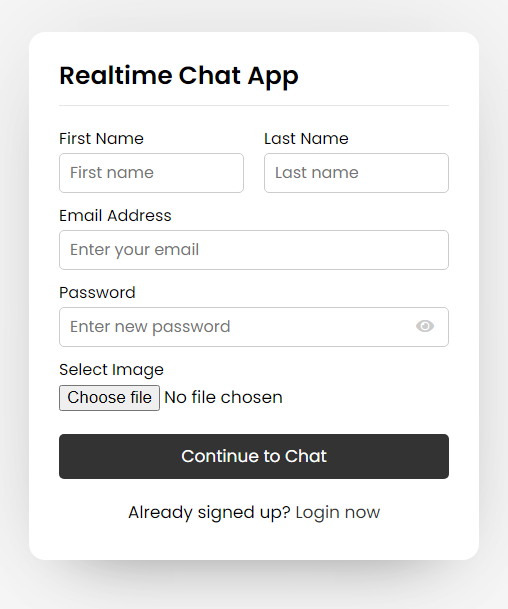 Realtime Chat App
First Name Last Name
First name Last name
Email Address
Enter your email
Password
Enter new password
Select Image
Choose file No file chosen
Continue to Chat
Already signed up? Login now